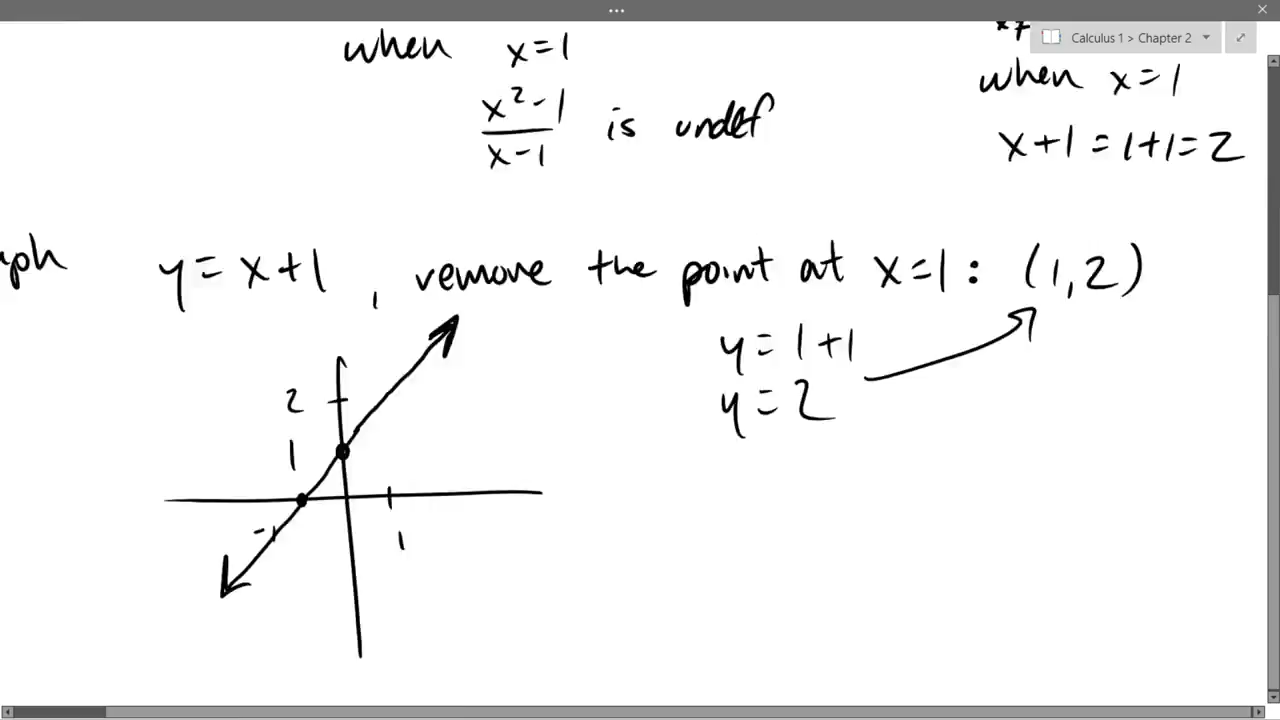 Calculus 1 > Chapter 2
when x=1
x²-1/x-1 is undef
when x=1
x+1=1+1=2
y=x+1, remove the point at x=1: (1,2)
y=1+1
y=2
2
1
-1
1